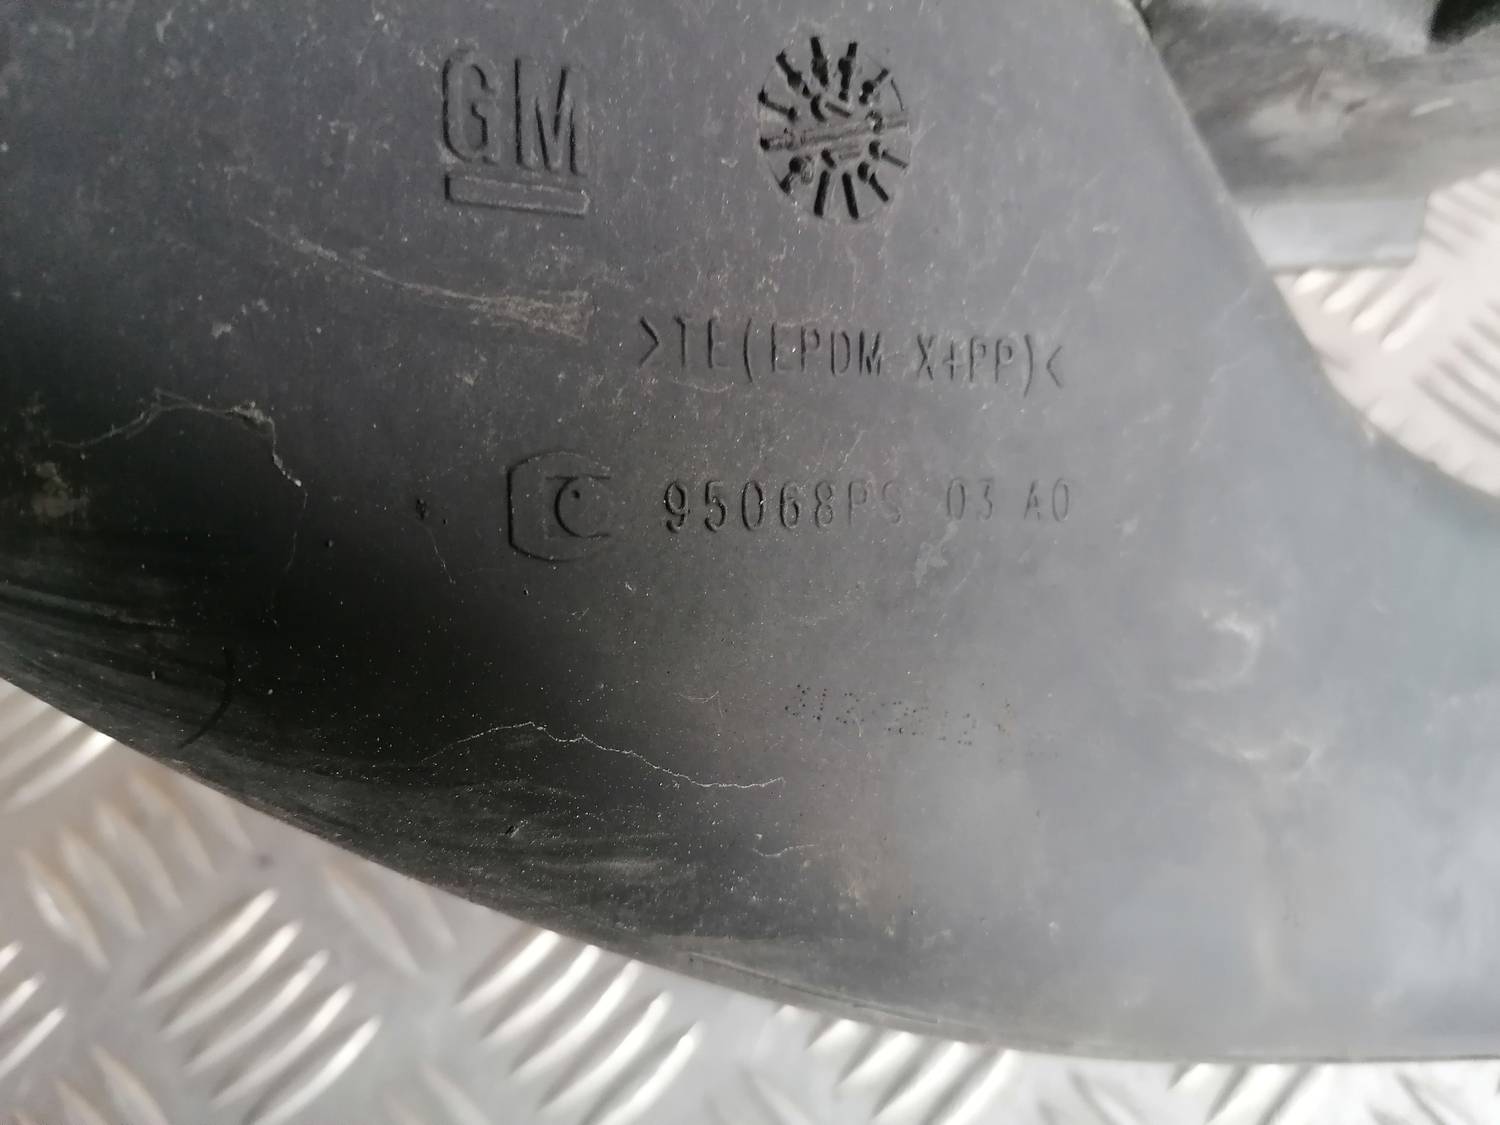 GM
>TE(EPDM X+PP)<
95068PS 03 A0